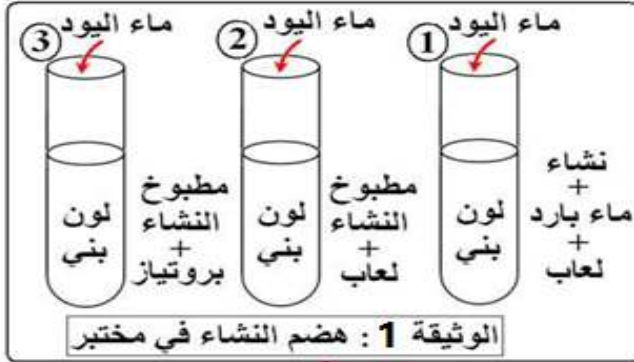 ماء اليود
1
نشاء
+
ماء بارد
+
لعاب
لون
بني
ماء اليود
2
مطبوخ
النشاء
+
لعاب
لون
بني
ماء اليود
3
مطبوخ
النشاء
+
بروتياز
لون
بني
الوثيقة 1 : هضم النشاء في مختبر